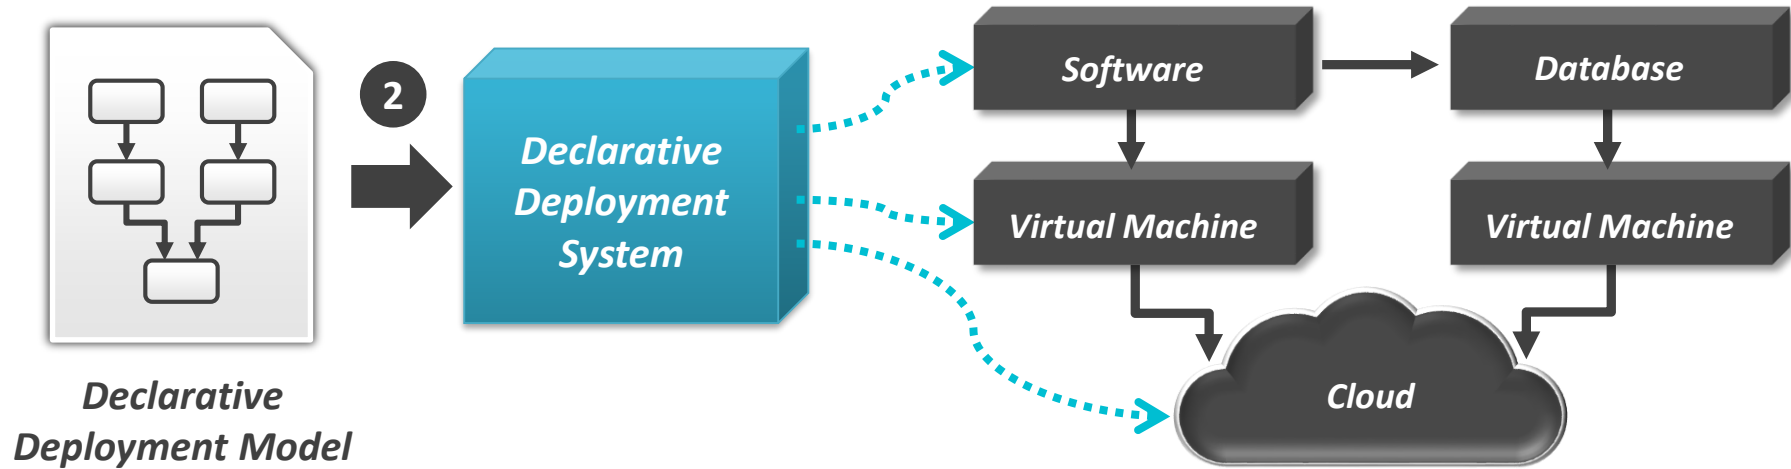 Declarative
Deployment Model
2
Declarative
Deployment
System
Software
Database
Virtual Machine
Virtual Machine
Cloud